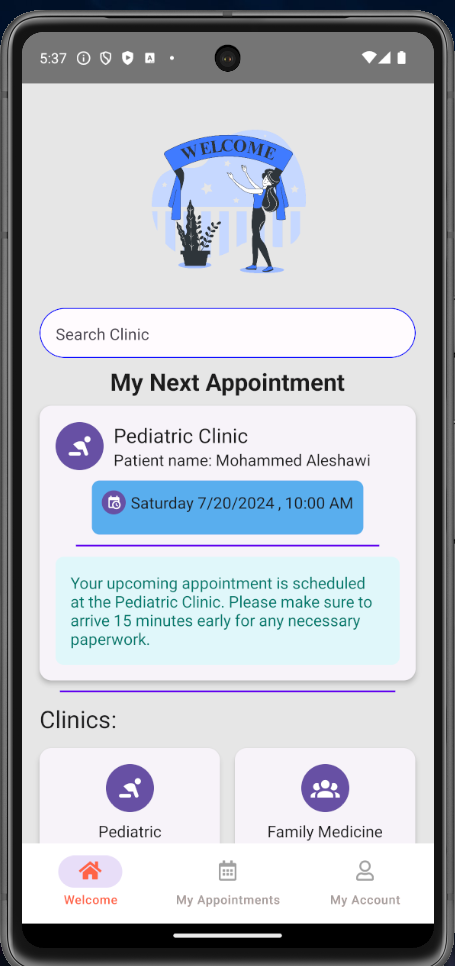 5:37
WELCOME
Search Clinic
My Next Appointment
Pediatric Clinic
Patient name: Mohammed Aleshawi
Saturday 7/20/2024 , 10:00 AM
Your upcoming appointment is scheduled
at the Pediatric Clinic. Please make sure to
arrive 15 minutes early for any necessary
paperwork.
Clinics:
Pediatric
Family Medicine
Welcome
My Appointments
My Account